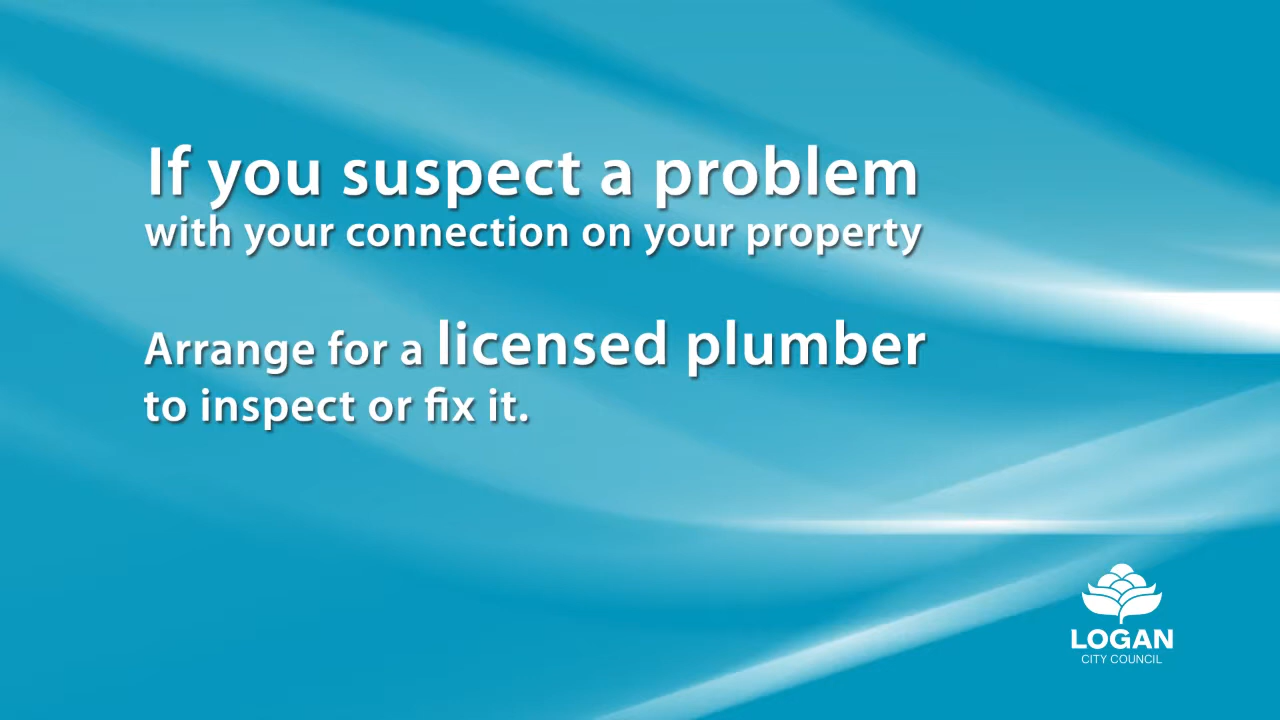 If you suspect a problem
with your connection on your property
Arrange for a licensed plumber
to inspect or fix it.
LOGAN
CITY COUNCIL